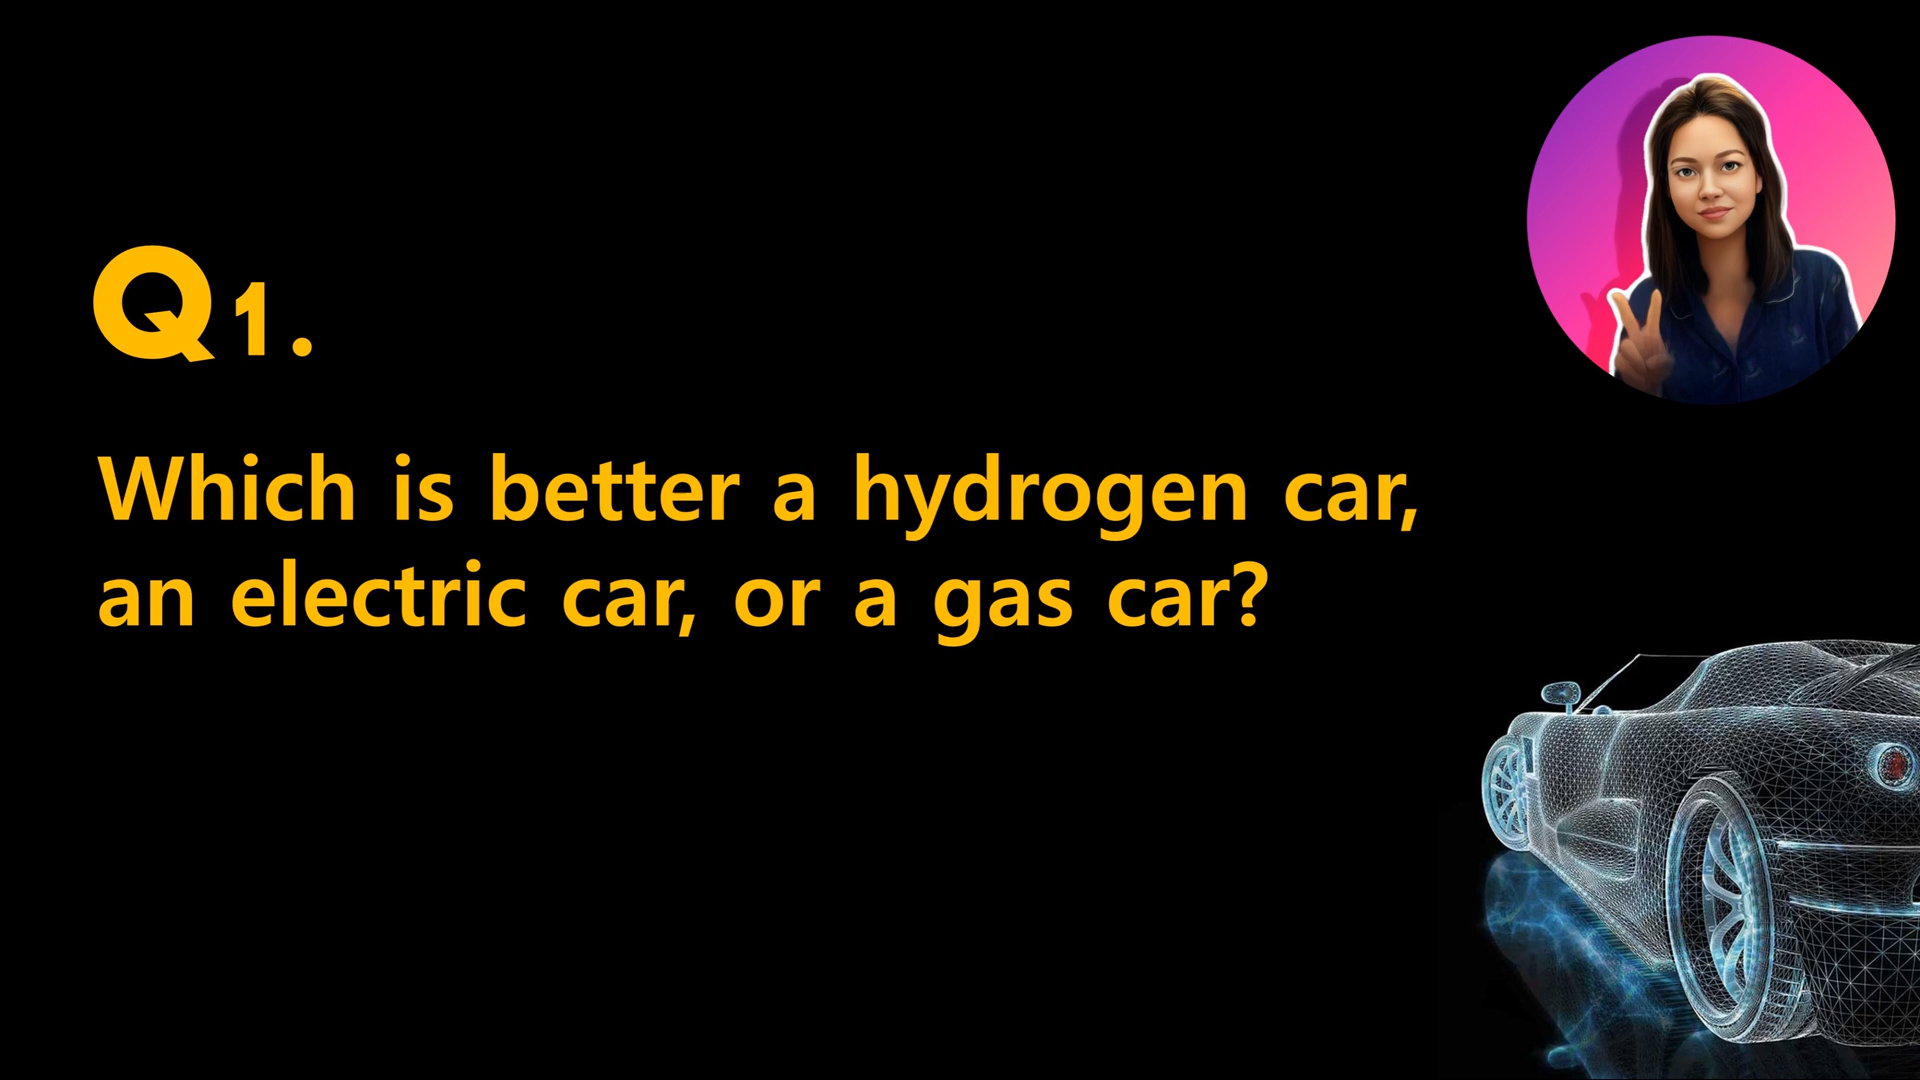 Q1.
Which is better a hydrogen car,
an electric car, or a gas car?